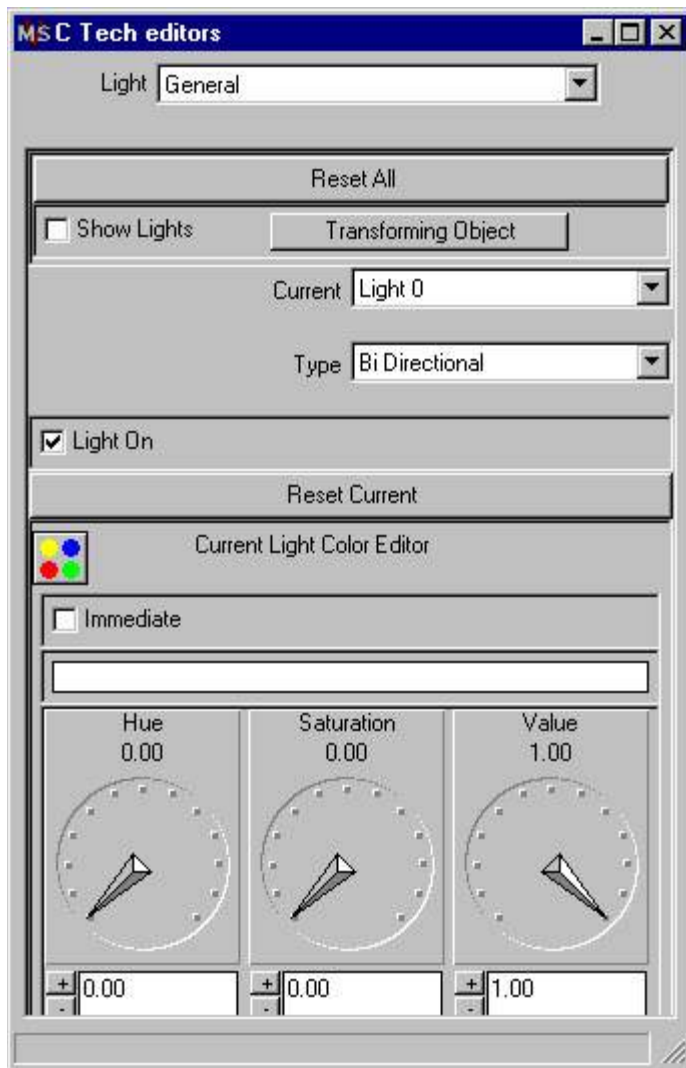 MS C Tech editors
Light General
Reset All
Show Lights Transforming Object
Current Light 0
Type Bi Directional
Light On
Reset Current
Current Light Color Editor
Immediate
Hue Saturation Value
0.00 0.00 1.00
+ 0.00 + 0.00 + 1.00
- - -